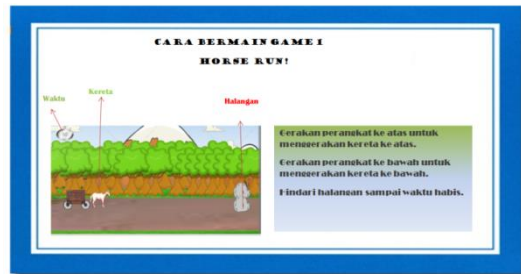 CARA BERMAIN GAME 1
HORSE RUN!
Waktu
Kereta
Halangan
Gerakan perangkat ke atas untuk
menggerakan kereta ke atas.
Gerakan perangkat ke bawah untuk
menggerakan kereta ke bawah.
Hindari halangan sampai waktu habis.